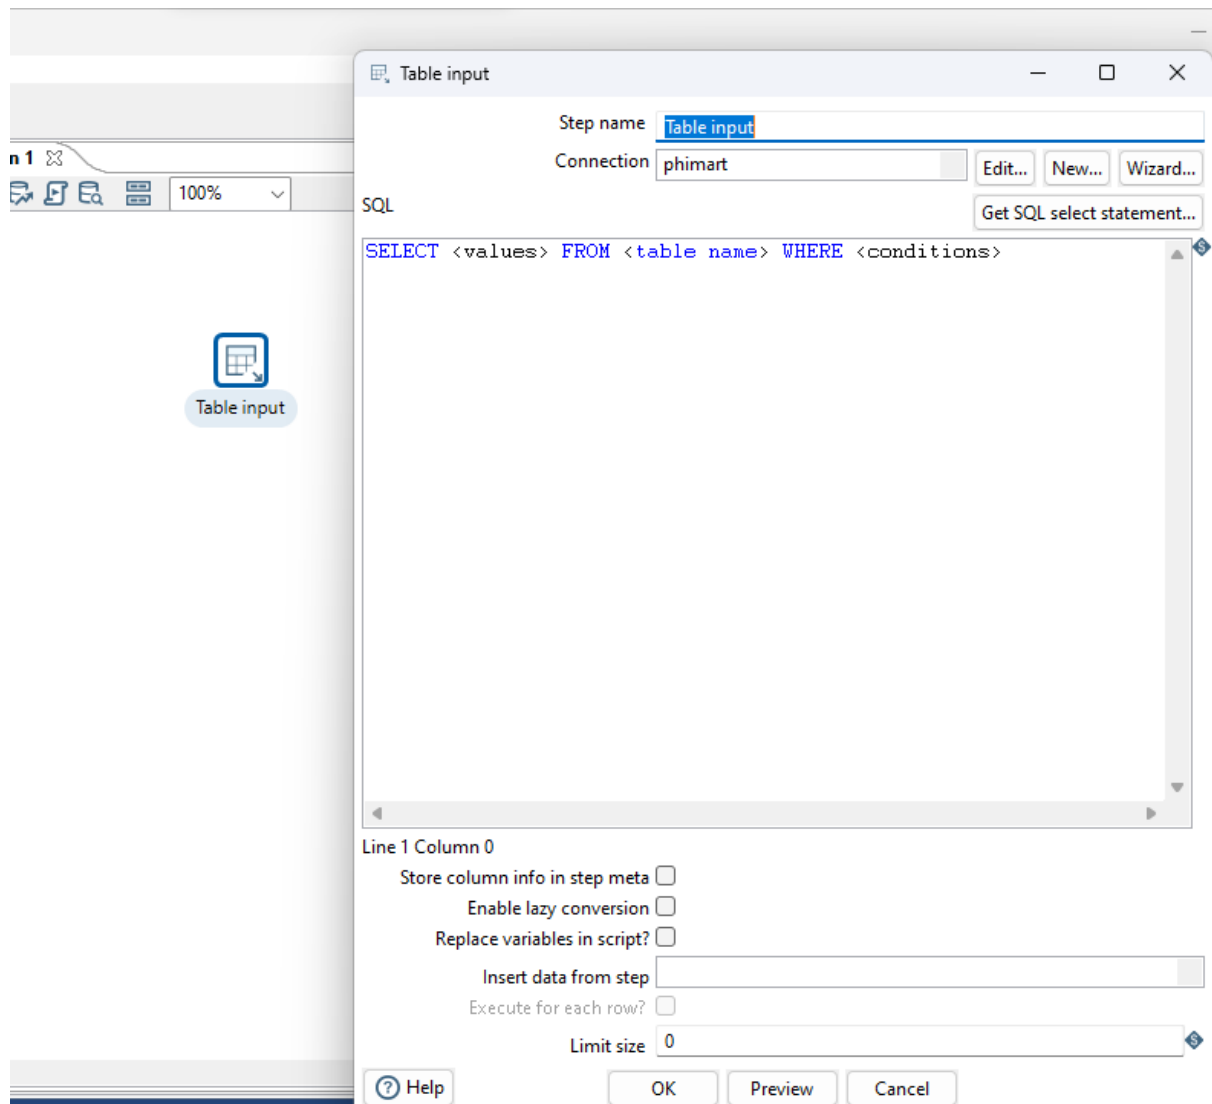 Table input
Step name Table input
Connection phimart Edit... New... Wizard...
n 1
100%
SQL
Get SQL select statement...
SELECT <values> FROM <table name> WHERE <conditions>
Table input
Line 1 Column 0
Store column info in step meta
Enable lazy conversion
Replace variables in script?
Insert data from step
Execute for each row?
Limit size 0
Help OK Preview Cancel